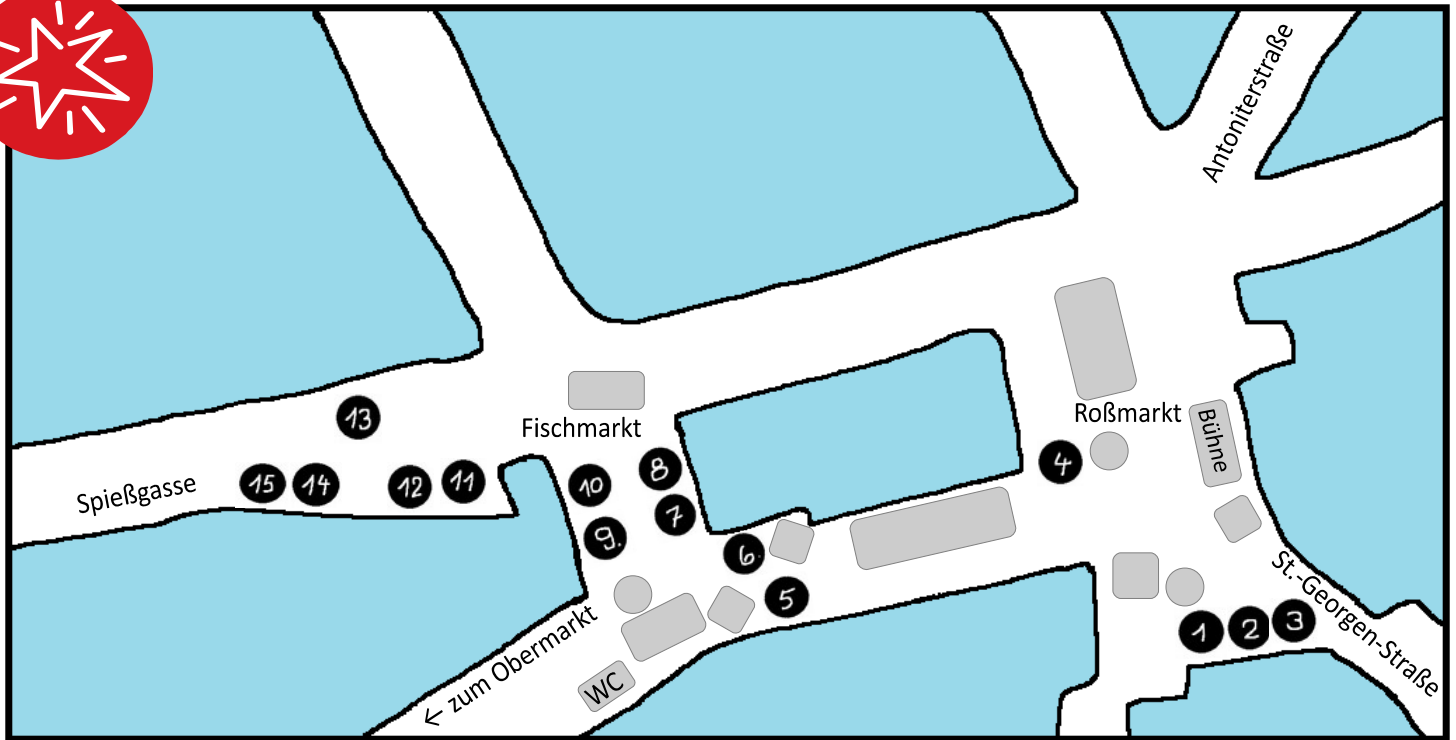 Antoniterstraße
Roßmarkt
Bühne
Fischmarkt
Spießgasse
13
15
14
12
11
10
8
9.
7
6.
5
4
St.-Georgen-Straße
1
2
3
← zum Obermarkt
WC